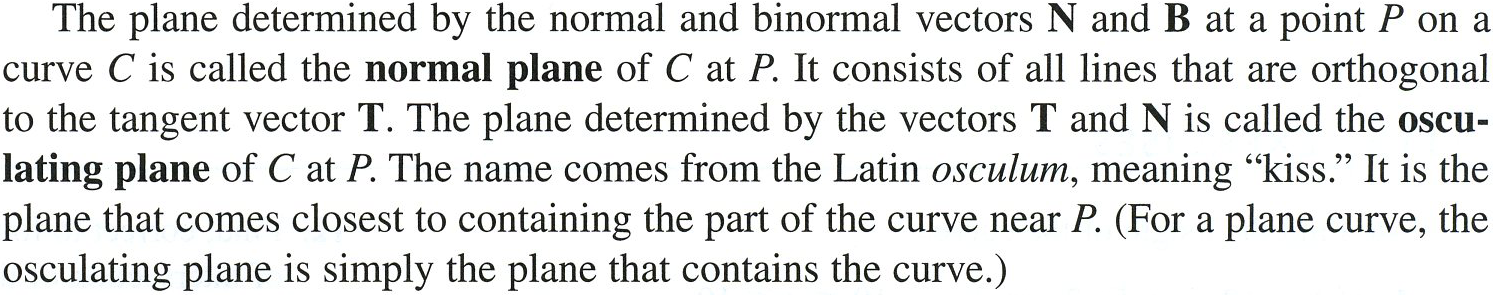 The plane determined by the normal and binormal vectors N and B at a point P on a
curve C is called the normal plane of C at P. It consists of all lines that are orthogonal
to the tangent vector T. The plane determined by the vectors T and N is called the oscu-
lating plane of C at P. The name comes from the Latin osculum, meaning “kiss.” It is the
plane that comes closest to containing the part of the curve near P. (For a plane curve, the
osculating plane is simply the plane that contains the curve.)